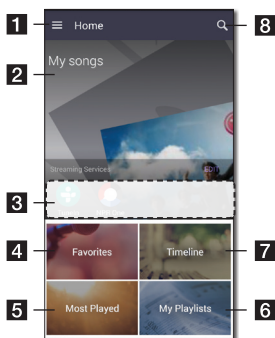 1
Home
8
2
My songs
Streaming Services
EDIT
3
4
Favorites
Timeline
7
5
Most Played
My Playlists
6